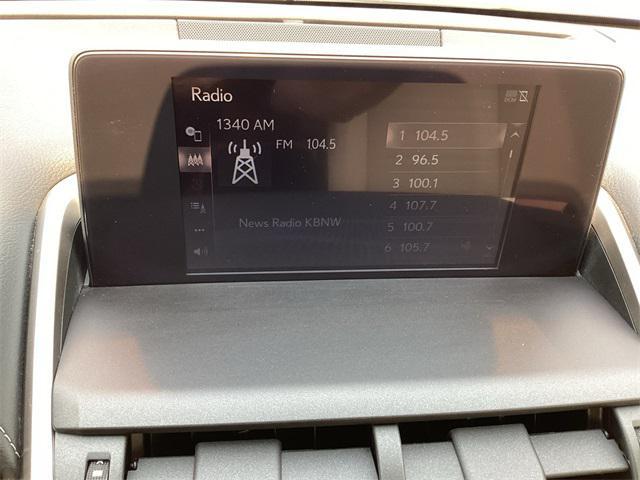 Radio
DCM
1340 AM
FM 104.5
News Radio KBNW
1 104.5
2 96.5
3 100.1
4 107.7
5 100.7
6 105.7